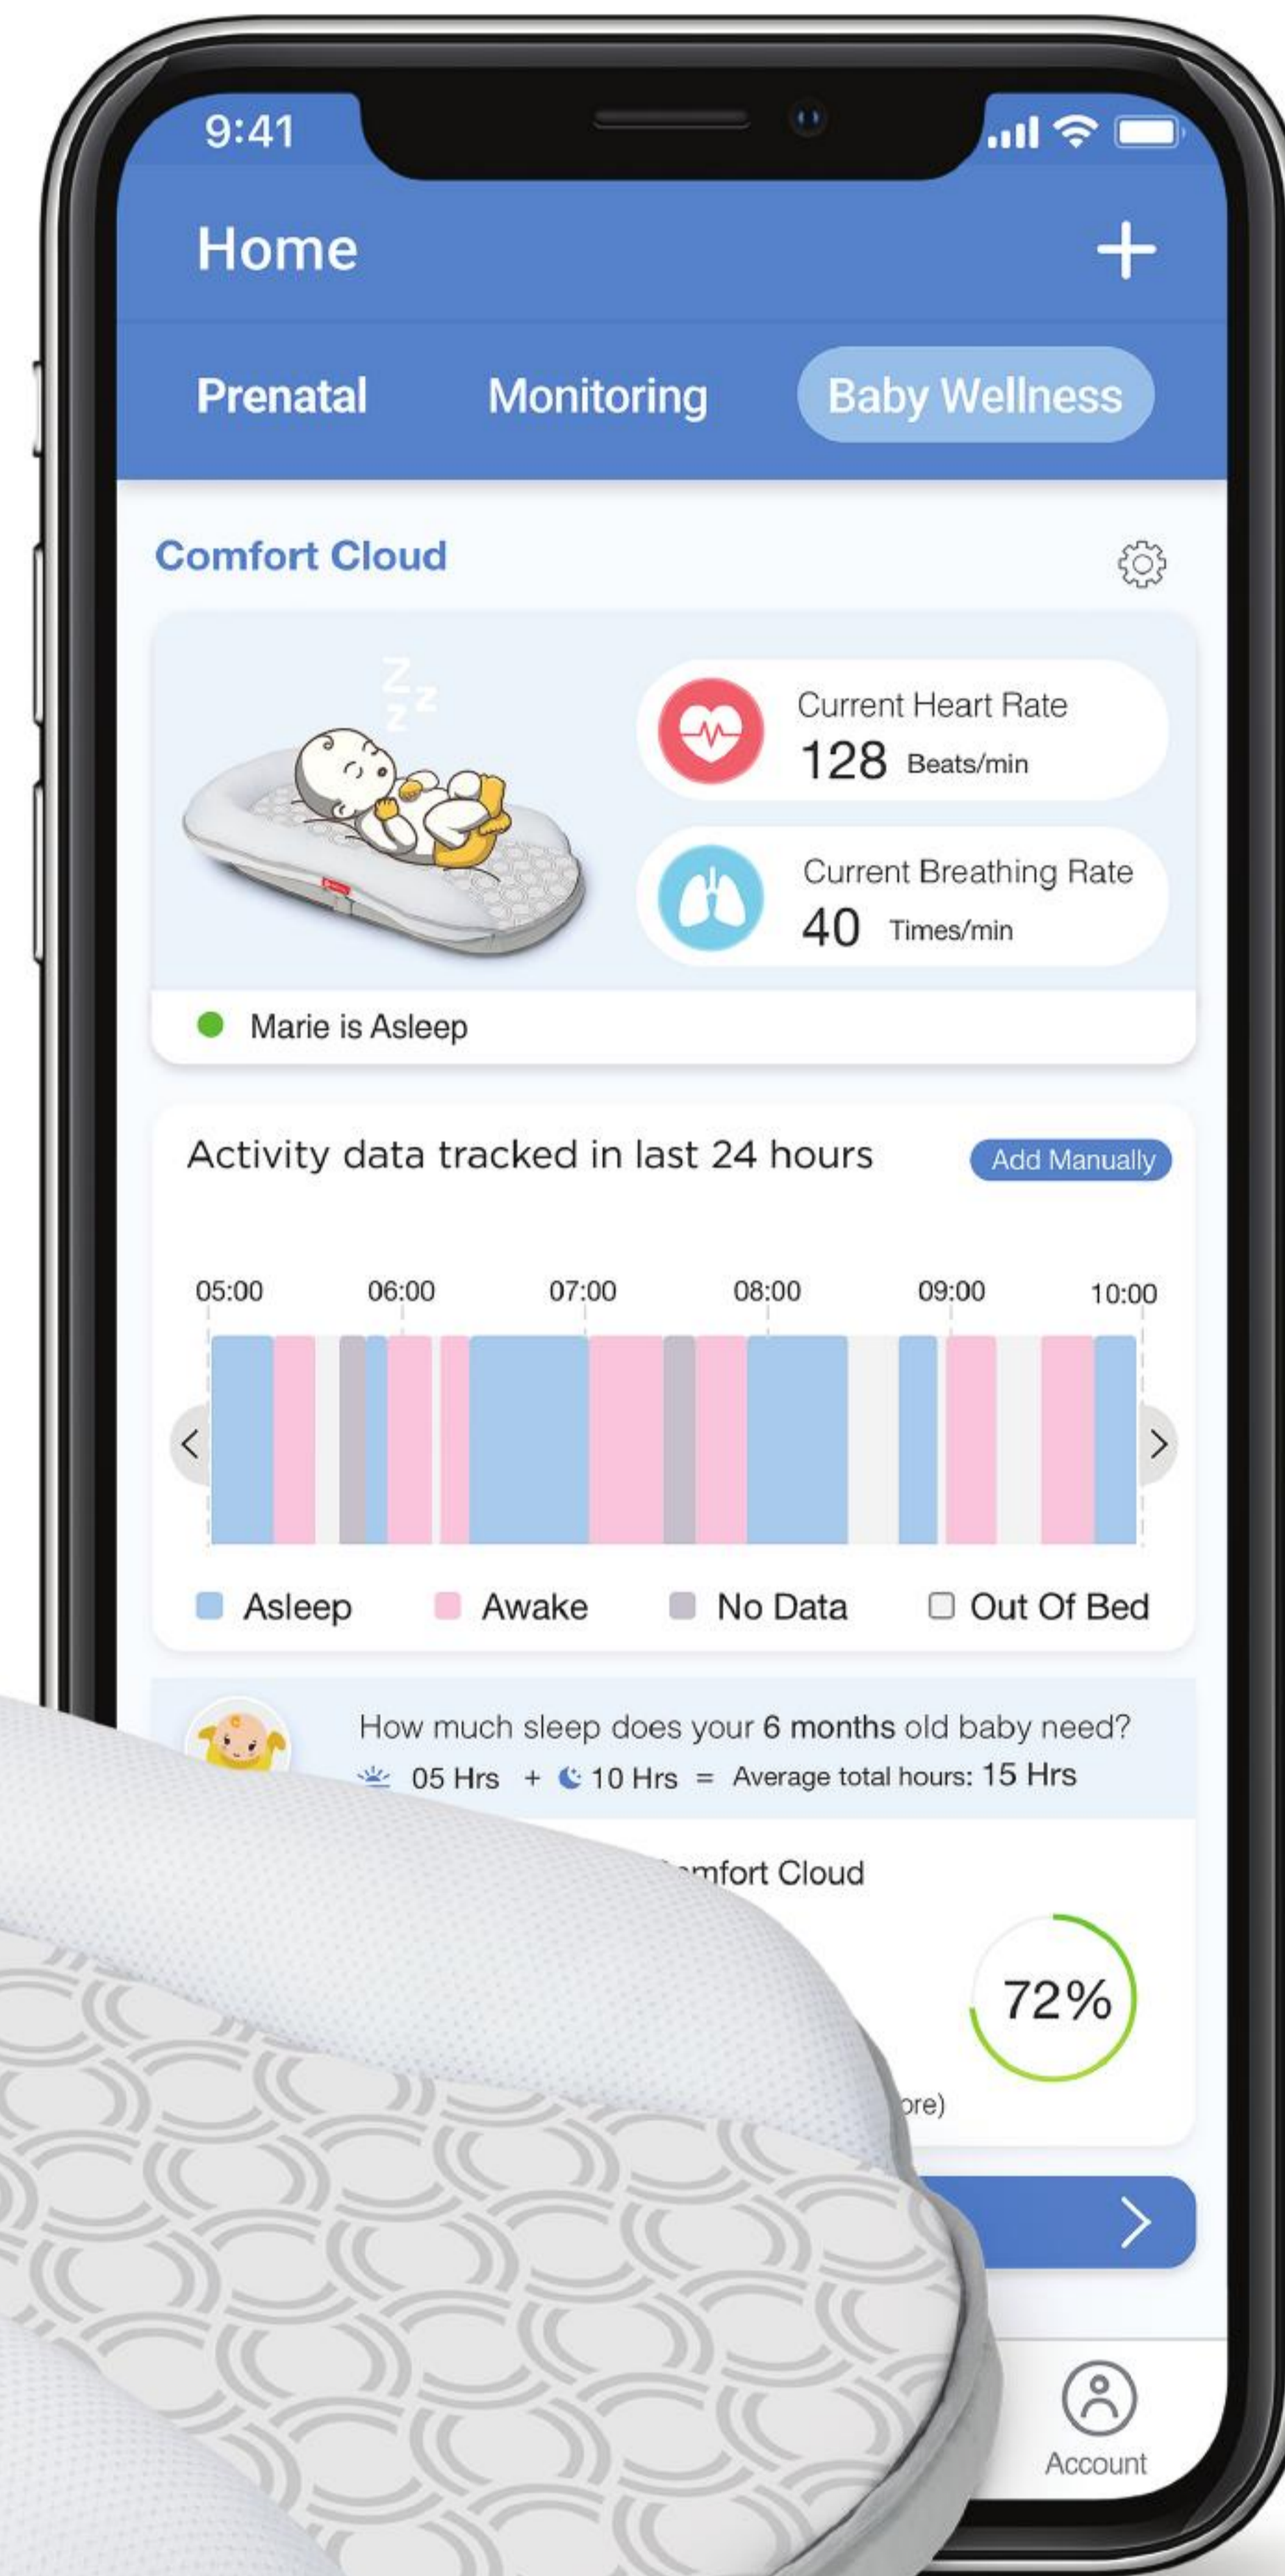 9:41
Home
Prenatal Monitoring Baby Wellness
Comfort Cloud
Z
z
z
Current Heart Rate
128 Beats/min
Current Breathing Rate
40 Times/min
Marie is Asleep
Activity data tracked in last 24 hours Add Manually
05:00 06:00 07:00 08:00 09:00 10:00
Asleep Awake No Data Out Of Bed
How much sleep does your 6 months old baby need?
05 Hrs + 10 Hrs = Average total hours: 15 Hrs
Cloud
72%
Account